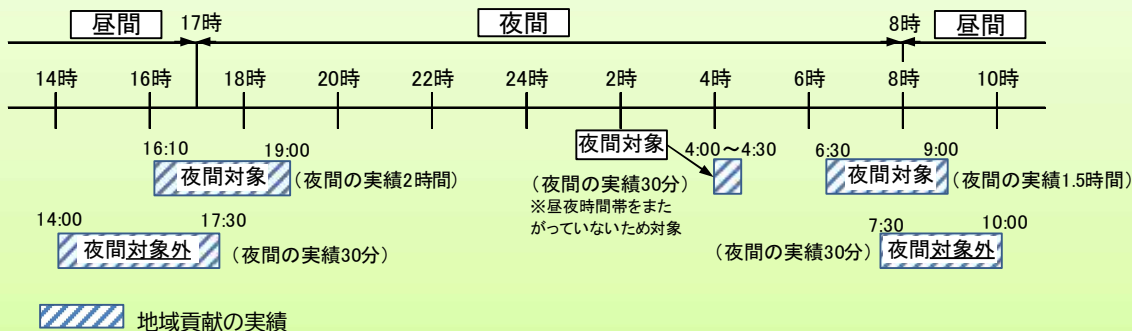 昼間
17時
夜間
8時
昼間
14時 16時 18時 20時 22時 24時 2時 4時 6時 8時 10時
夜間対象
16:10
19:00
4:00～4:30
6:30
9:00
夜間対象
(夜間の実績2時間)
(夜間の実績30分)
※昼夜時間帯をまた
がっていないため対象
夜間対象
(夜間の実績1.5時間)
14:00
17:30
夜間対象外
(夜間の実績30分)
7:30
10:00
(夜間の実績30分)
夜間対象外
地域貢献の実績